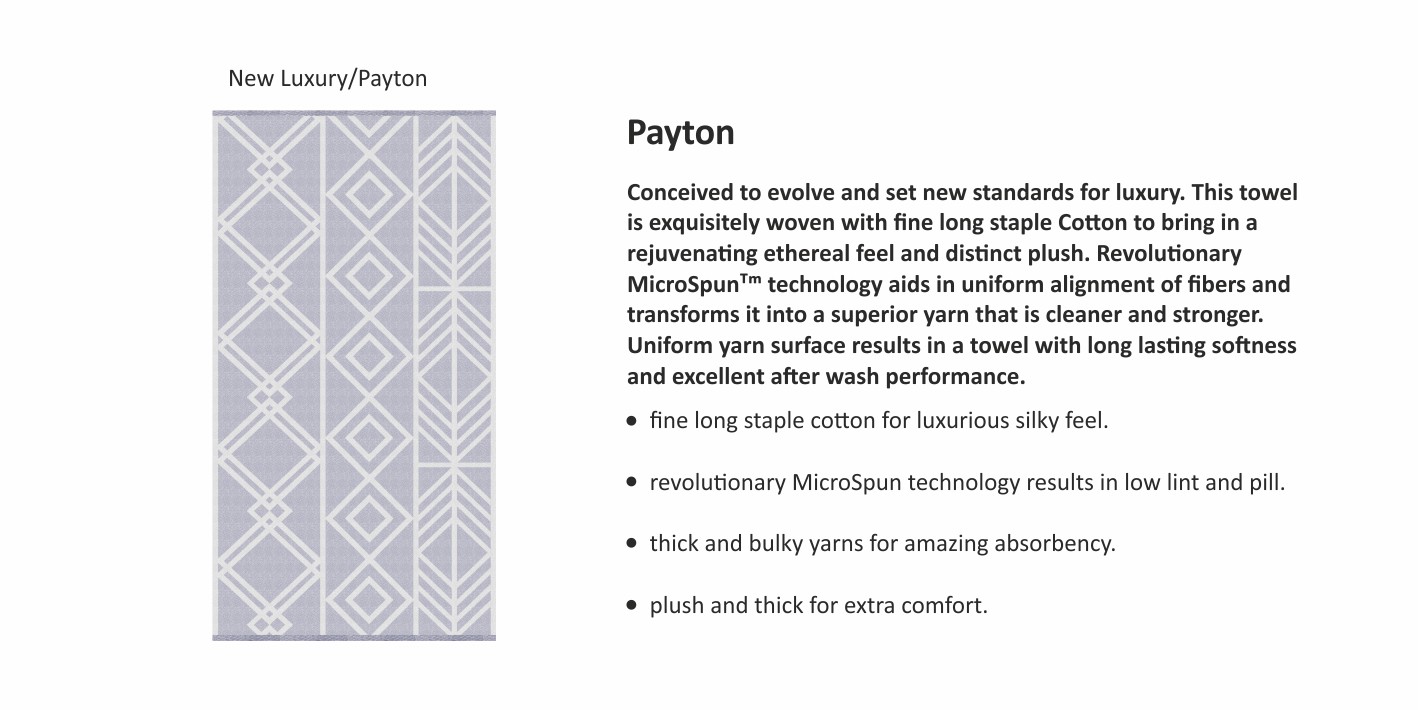 New Luxury/Payton
Payton
Conceived to evolve and set new standards for luxury. This towel
is exquisitely woven with fine long staple Cotton to bring in a
rejuvenating ethereal feel and distinct plush. Revolutionary
MicroSpun™ technology aids in uniform alignment of fibers and
transforms it into a superior yarn that is cleaner and stronger.
Uniform yarn surface results in a towel with long lasting softness
and excellent after wash performance.
• fine long staple cotton for luxurious silky feel.
• revolutionary MicroSpun technology results in low lint and pill.
• thick and bulky yarns for amazing absorbency.
• plush and thick for extra comfort.